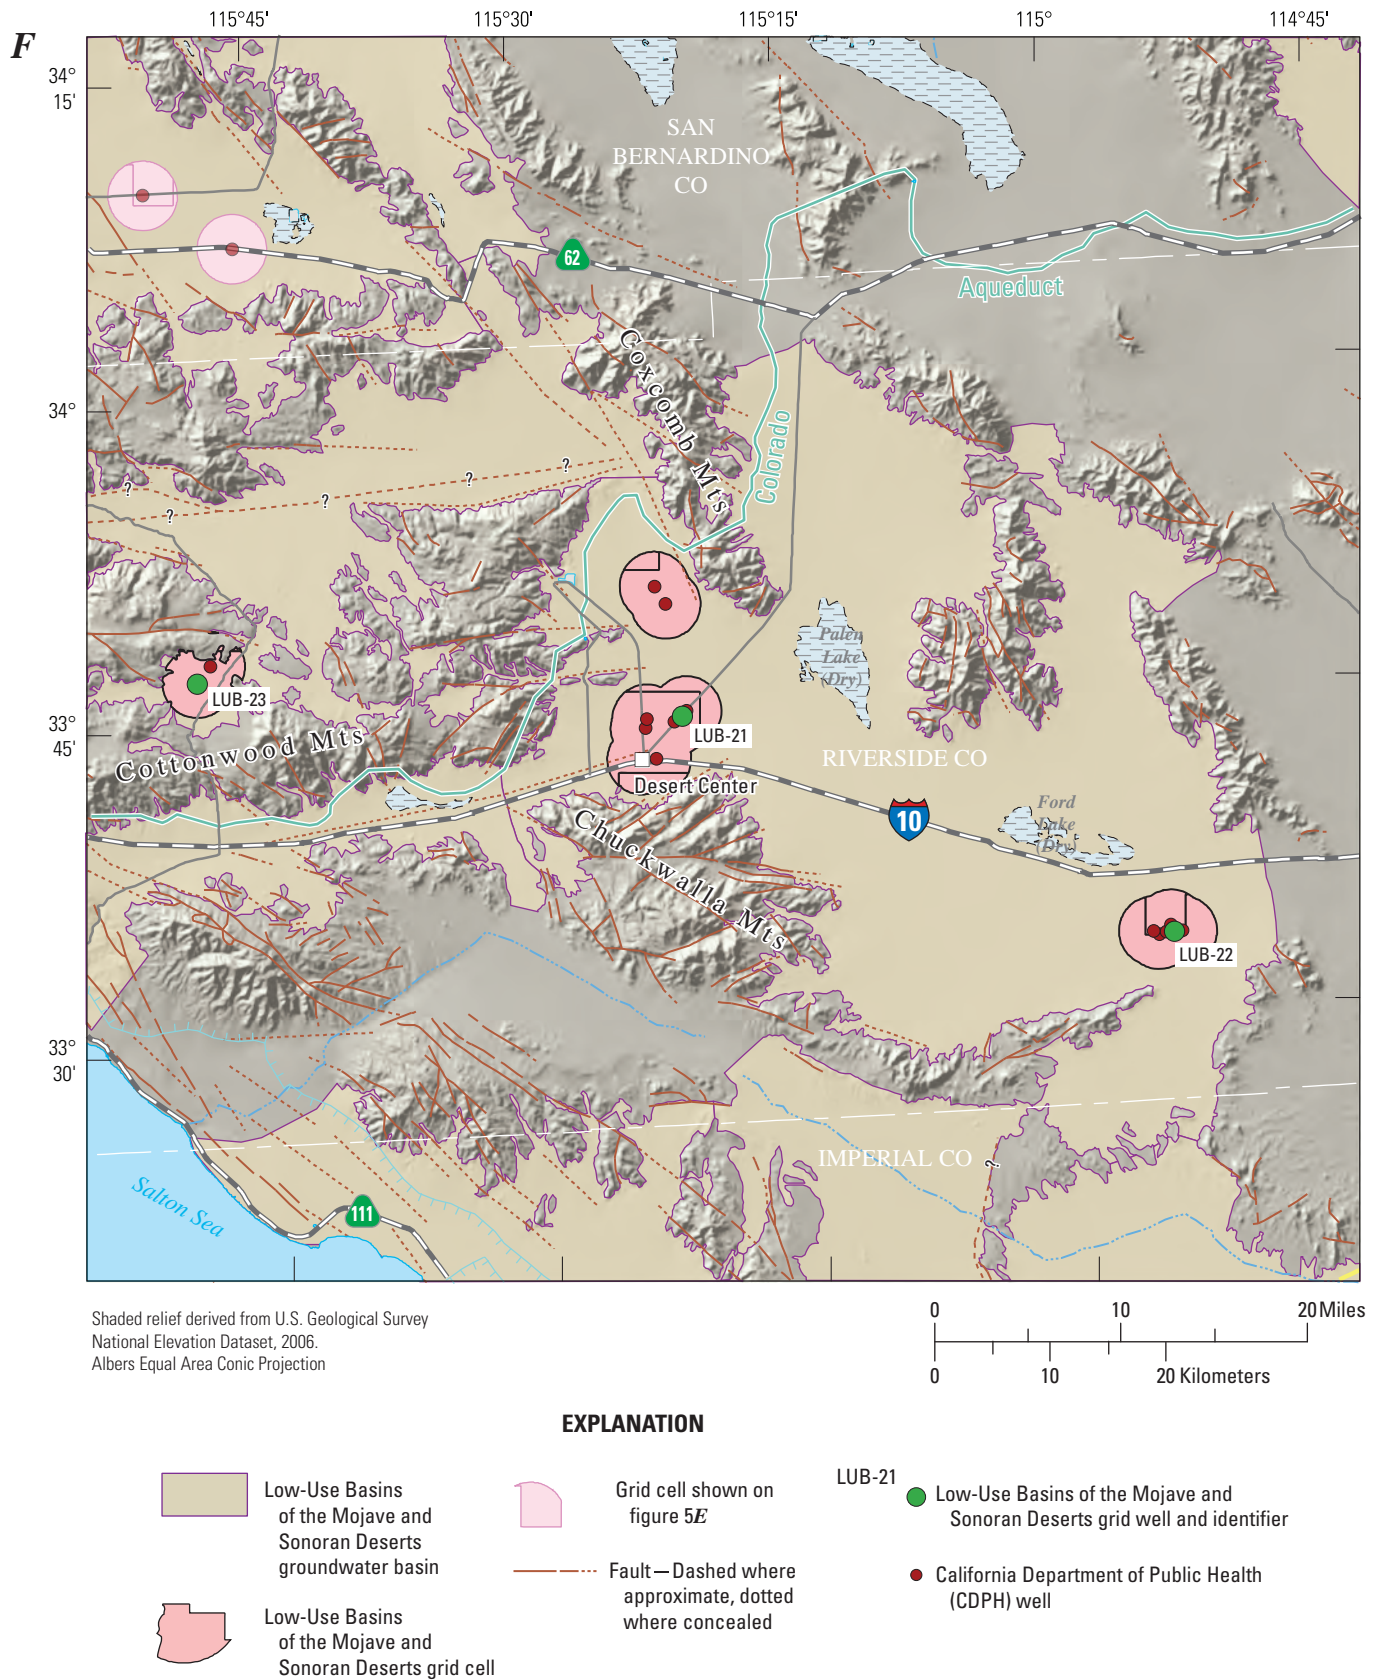 F
115°45'
115°30'
115°15'
115°
114°45'
34°
15'
SAN
BERNARDINO
CO
62
Aqueduct
34°
Coxcomb Mts
Colorado
?
?
?
?
?
Palen
Lake
(Dry)
LUB-23
33°
45'
LUB-21
Cottonwood Mts
RIVERSIDE CO
Desert Center
Ford
Lake
(Dry)
10
Chuckwalla Mts
LUB-22
33°
30'
IMPERIAL CO
?
Salton Sea
111
Shaded relief derived from U.S. Geological Survey
National Elevation Dataset, 2006.
Albers Equal Area Conic Projection
0 10 20 Miles
0 10 20 Kilometers
EXPLANATION
Low-Use Basins
of the Mojave and
Sonoran Deserts
groundwater basin
Low-Use Basins
of the Mojave and
Sonoran Deserts grid cell
Grid cell shown on
figure 5E
Fault—Dashed where
approximate, dotted
where concealed
LUB-21
Low-Use Basins of the Mojave and
Sonoran Deserts grid well and identifier
California Department of Public Health
(CDPH) well